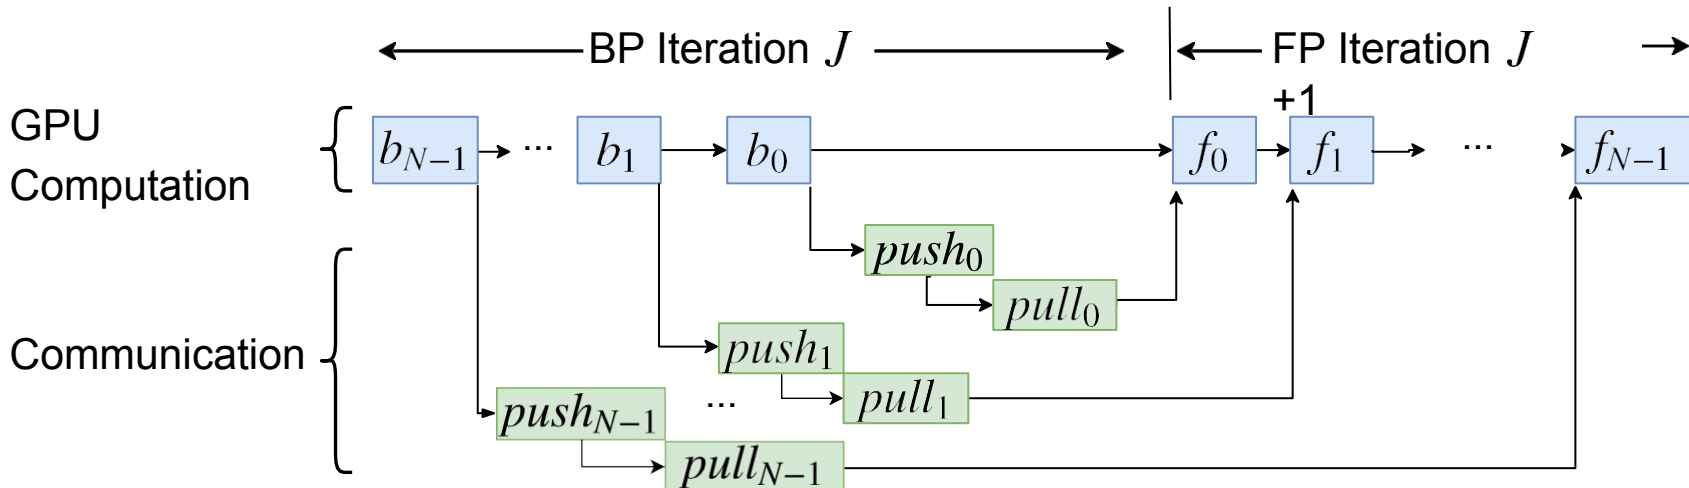 BP Iteration J
FP Iteration J
+1
GPU
Computation
b_{N-1} ... b_1 b_0 f_0 f_1 ... f_{N-1}
push_0
pull_0
Communication
push_1
pull_1
push_{N-1} ...
pull_{N-1}